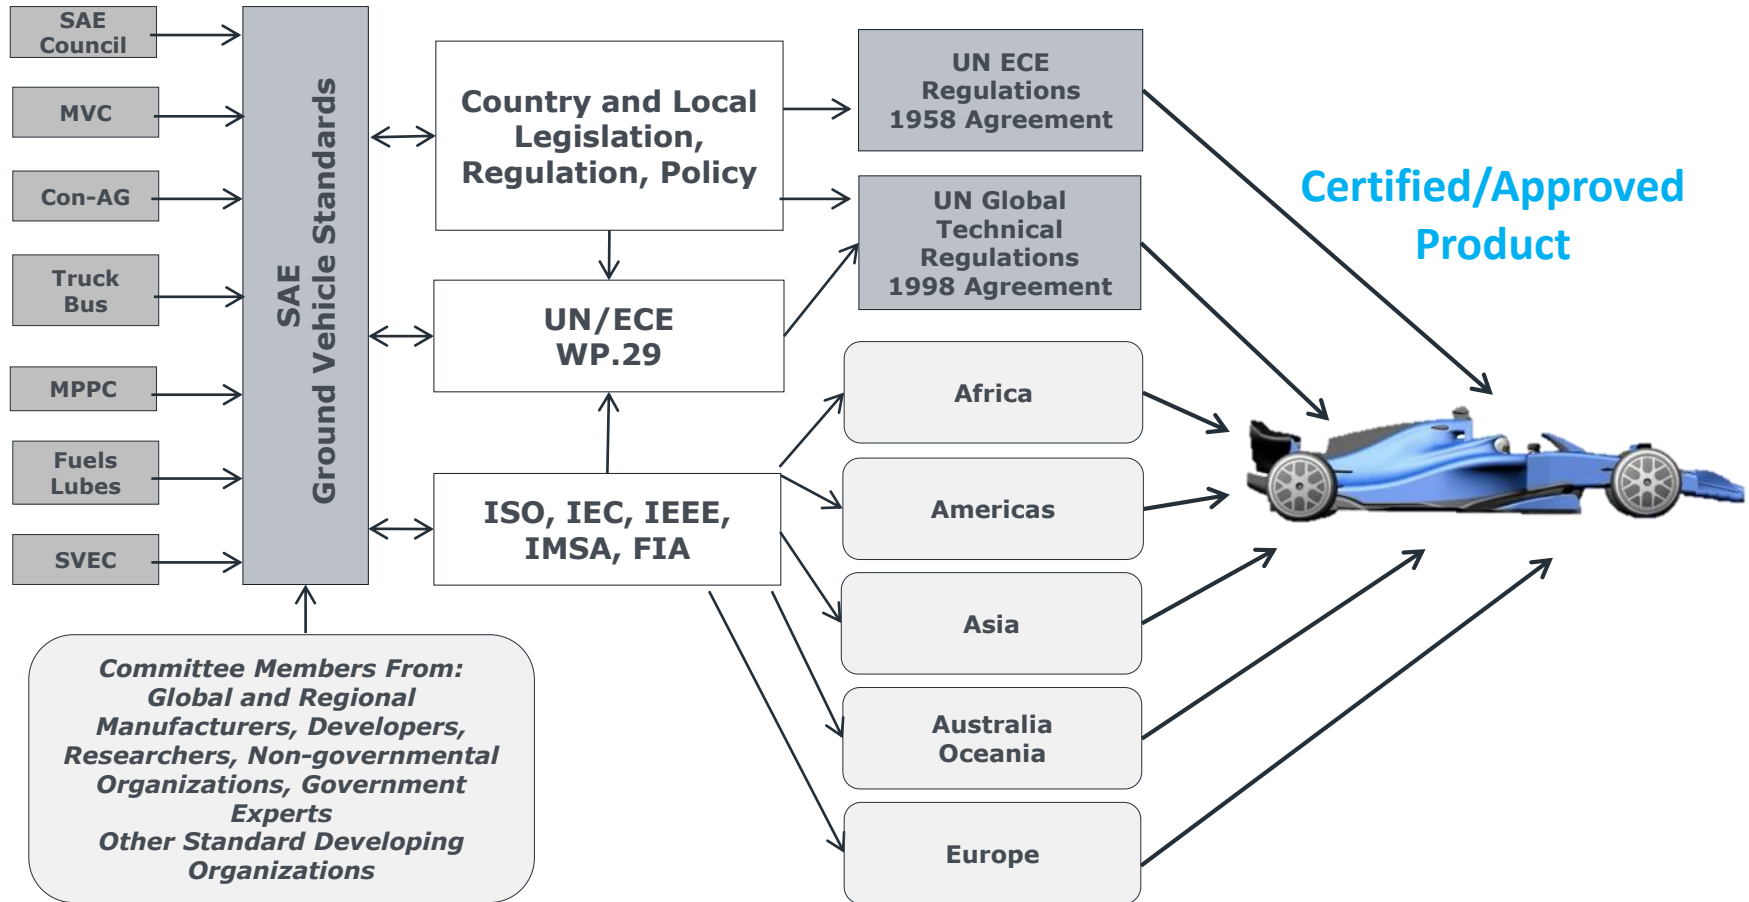 SAE
Council
MVC
Con-AG
Truck
Bus
MPPC
Fuels
Lubes
SVEC
SAE
Ground Vehicle Standards
Committee Members From:
Global and Regional
Manufacturers, Developers,
Researchers, Non-governmental
Organizations, Government
Experts
Other Standard Developing
Organizations
Country and Local
Legislation,
Regulation, Policy
UN/ECE
WP.29
ISO, IEC, IEEE,
IMSA, FIA
UN ECE
Regulations
1958 Agreement
UN Global
Technical
Regulations
1998 Agreement
Africa
Americas
Asia
Australia
Oceania
Europe
Certified/Approved
Product